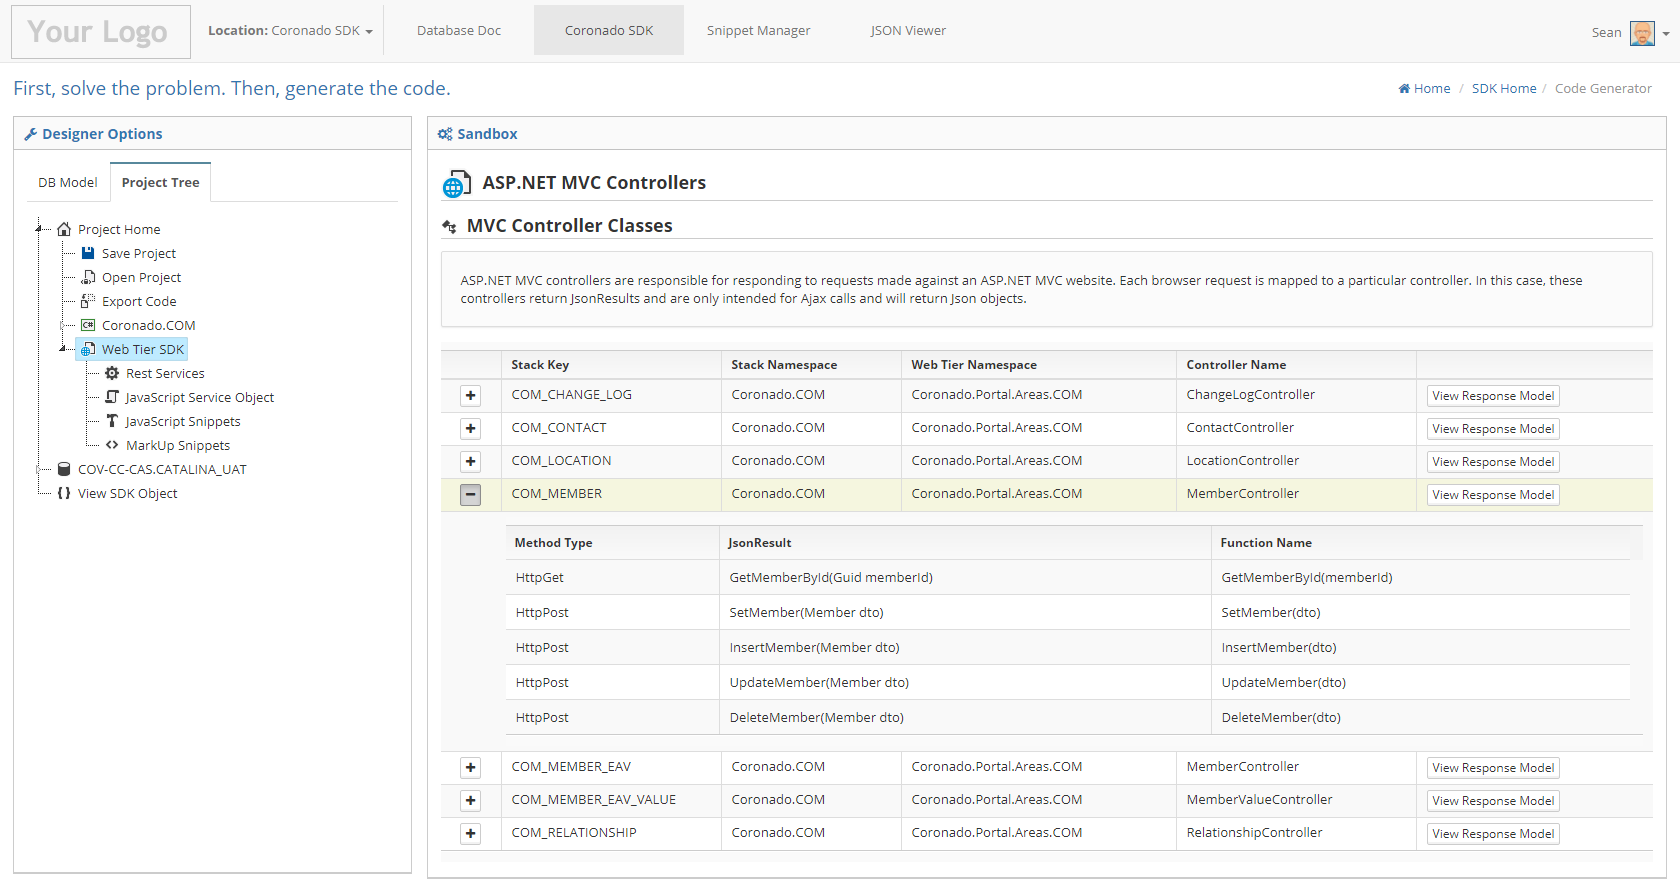 Your Logo
Location: Coronado SDK
Database Doc
Coronado SDK
Snippet Manager
JSON Viewer
Sean
First, solve the problem. Then, generate the code.
Home / SDK Home / Code Generator
Designer Options
DB Model
Project Tree
Project Home
Save Project
Open Project
Export Code
C# Coronado.COM
Web Tier SDK
Rest Services
JavaScript Service Object
JavaScript Snippets
MarkUp Snippets
COV-CC-CAS.CATALINA_UAT
View SDK Object
Sandbox
ASP.NET MVC Controllers
MVC Controller Classes
ASP.NET MVC controllers are responsible for responding to requests made against an ASP.NET MVC website. Each browser request is mapped to a particular controller. In this case, these
controllers return JsonResults and are only intended for Ajax calls and will return Json objects.
Stack Key Stack Namespace Web Tier Namespace Controller Name
COM_CHANGE_LOG Coronado.COM Coronado.Portal.Areas.COM ChangeLogController View Response Model
COM_CONTACT Coronado.COM Coronado.Portal.Areas.COM ContactController View Response Model
COM_LOCATION Coronado.COM Coronado.Portal.Areas.COM LocationController View Response Model
COM_MEMBER Coronado.COM Coronado.Portal.Areas.COM MemberController View Response Model
Method Type JsonResult Function Name
HttpGet GetMemberById(Guid memberId) GetMemberById(memberId)
HttpPost SetMember(Member dto) SetMember(dto)
HttpPost InsertMember(Member dto) InsertMember(dto)
HttpPost UpdateMember(Member dto) UpdateMember(dto)
HttpPost DeleteMember(Member dto) DeleteMember(dto)
COM_MEMBER_EAV Coronado.COM Coronado.Portal.Areas.COM MemberController View Response Model
COM_MEMBER_EAV_VALUE Coronado.COM Coronado.Portal.Areas.COM MemberValueController View Response Model
COM_RELATIONSHIP Coronado.COM Coronado.Portal.Areas.COM RelationshipController View Response Model